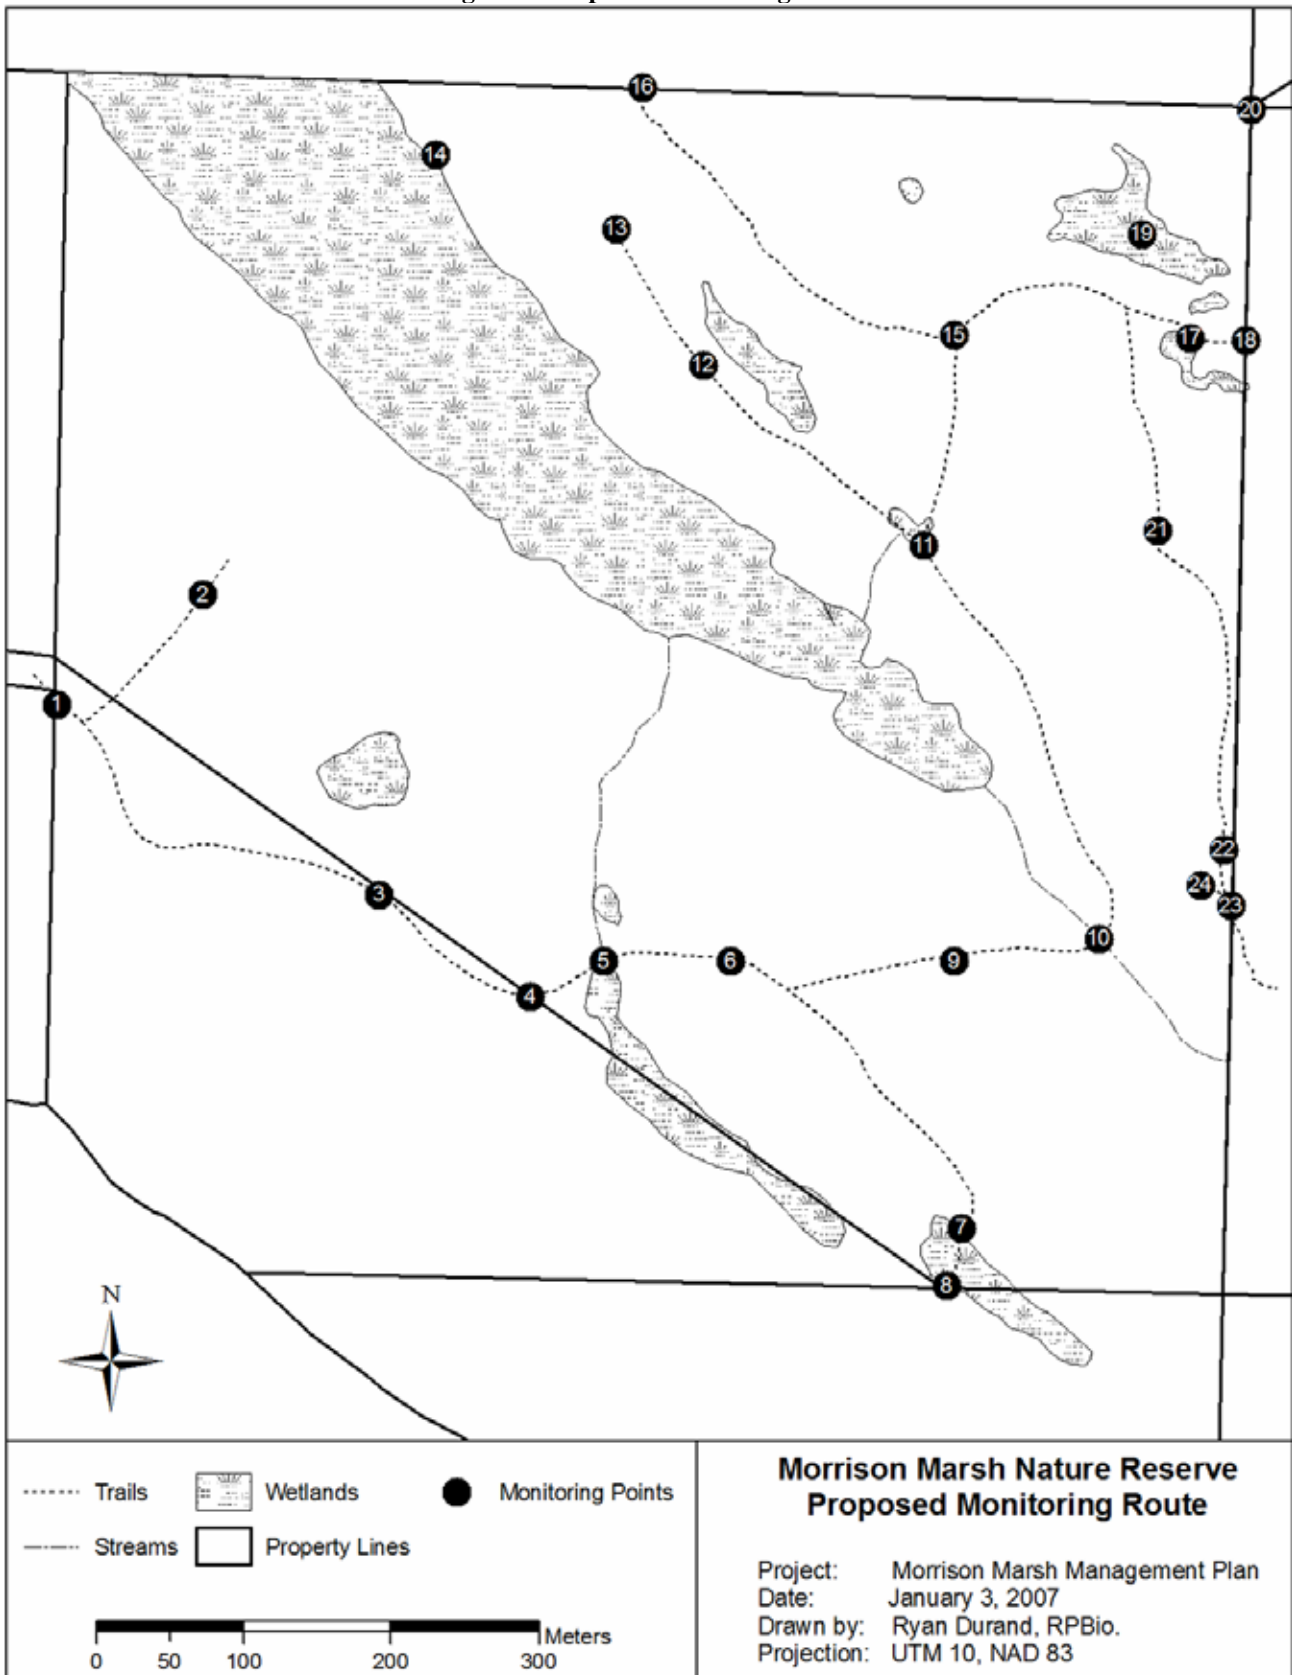 16
20
14
13
19
15
17
18
12
11
21
2
1
22
24
23
3
10
5
6
9
4
7
8
N
Trails
Wetlands
Monitoring Points
Streams
Property Lines
Meters
0 50 100 200 300
Morrison Marsh Nature Reserve
Proposed Monitoring Route
Project: Morrison Marsh Management Plan
Date: January 3, 2007
Drawn by: Ryan Durand, RPBio.
Projection: UTM 10, NAD 83